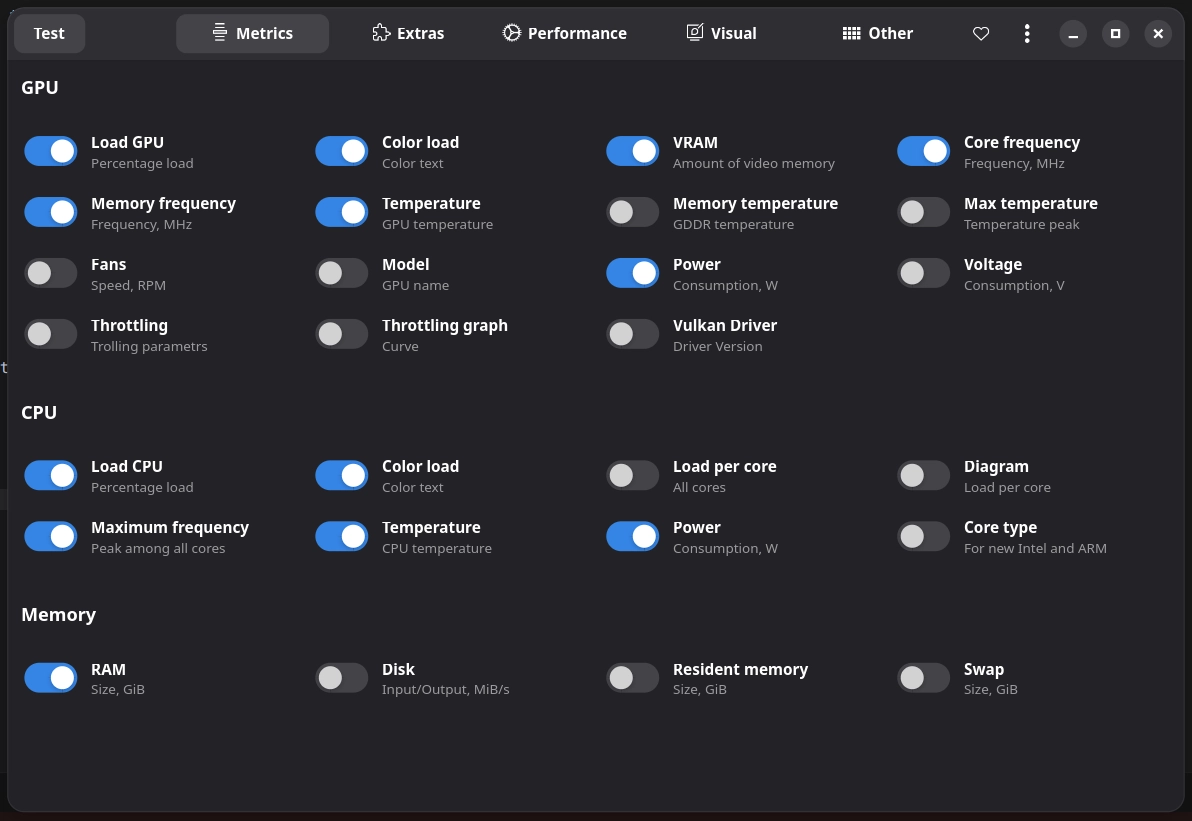 Test
Metrics
Extras
Performance
Visual
Other
GPU
Load GPU
Percentage load
Color load
Color text
VRAM
Amount of video memory
Core frequency
Frequency, MHz
Memory frequency
Frequency, MHz
Temperature
GPU temperature
Memory temperature
GDDR temperature
Max temperature
Temperature peak
Fans
Speed, RPM
Model
GPU name
Power
Consumption, W
Voltage
Consumption, V
Throttling
Trolling parametrs
Throttling graph
Curve
Vulkan Driver
Driver Version
CPU
Load CPU
Percentage load
Color load
Color text
Load per core
All cores
Diagram
Load per core
Maximum frequency
Peak among all cores
Temperature
CPU temperature
Power
Consumption, W
Core type
For new Intel and ARM
Memory
RAM
Size, GiB
Disk
Input/Output, MiB/s
Resident memory
Size, GiB
Swap
Size, GiB